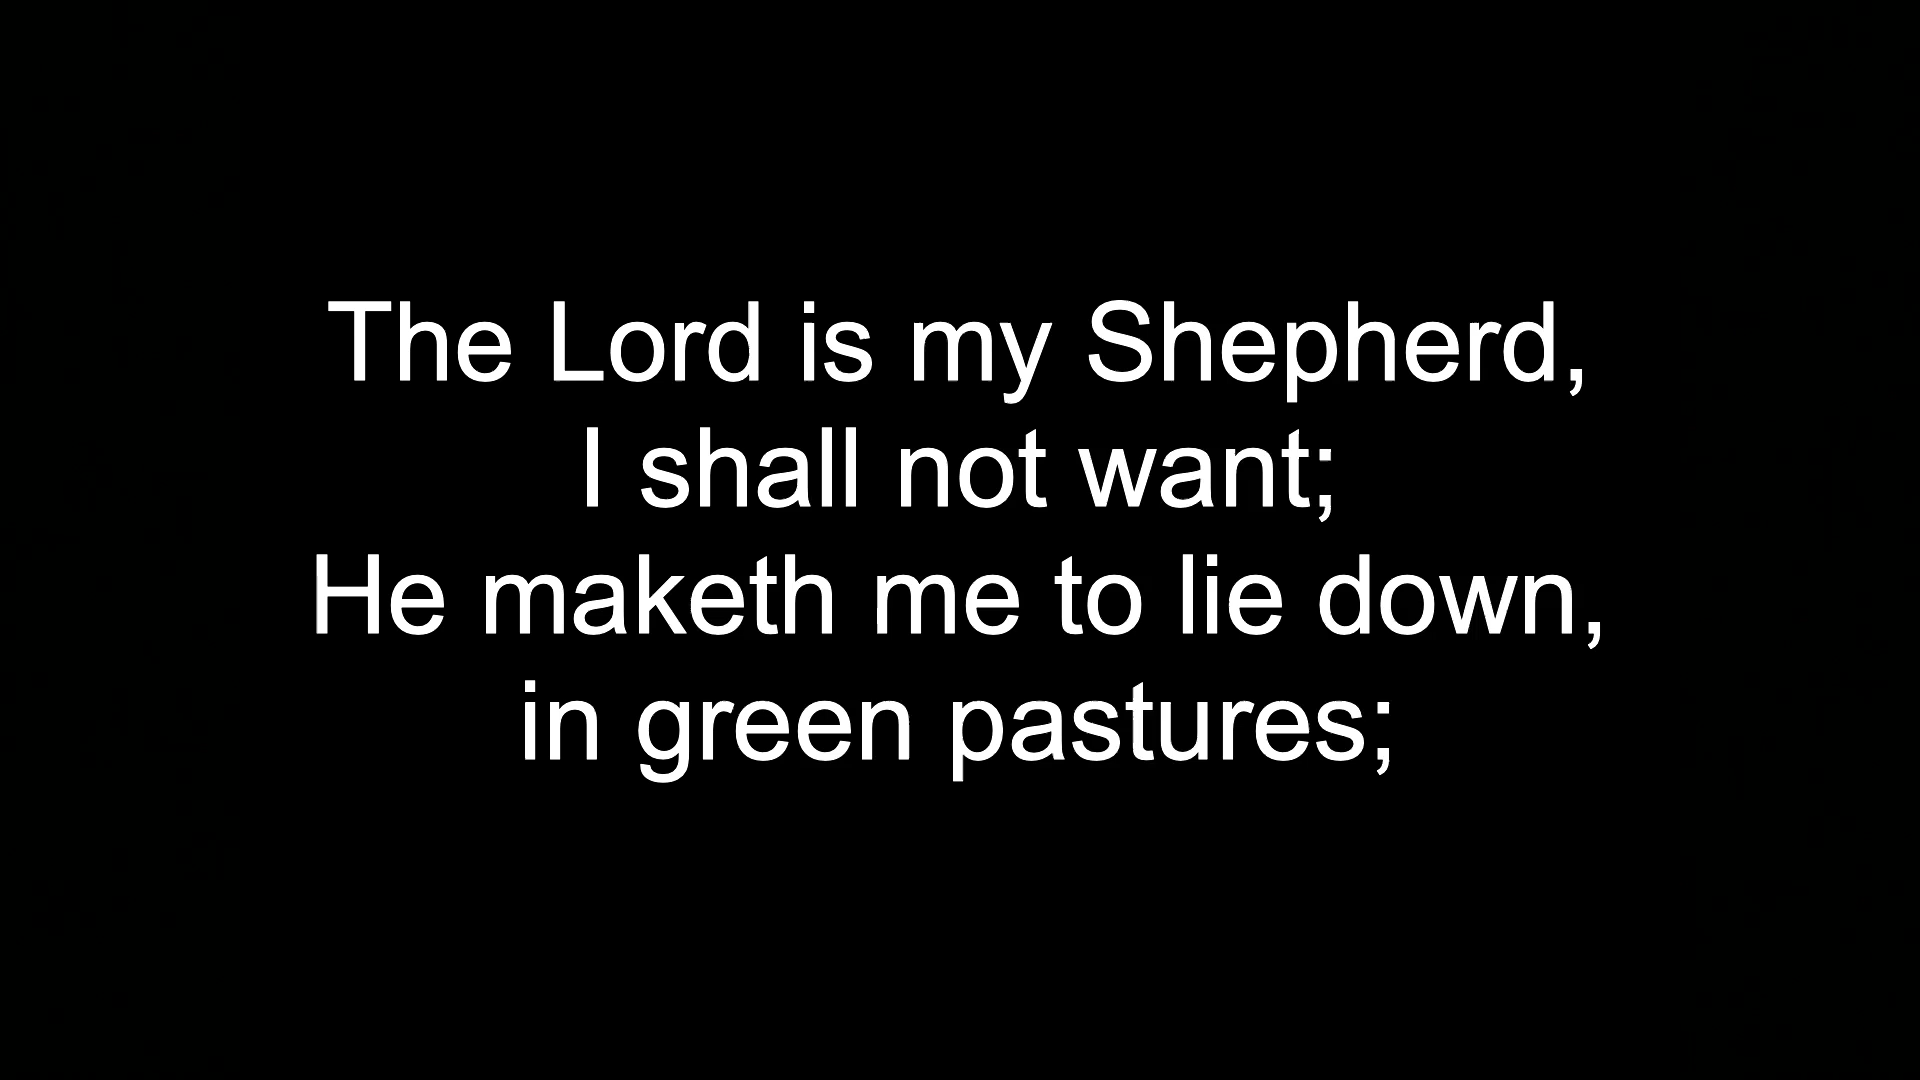 The Lord is my Shepherd,
I shall not want;
He maketh me to lie down,
in green pastures;